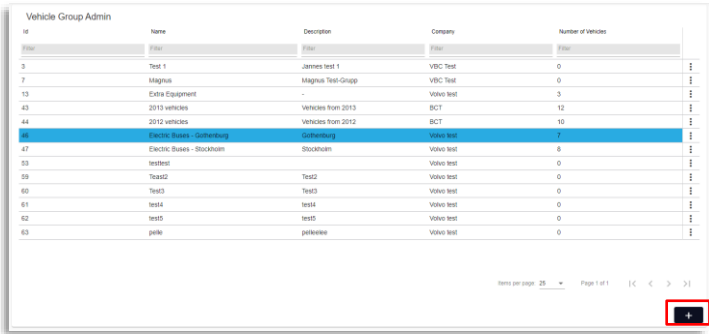 Vehicle Group Admin
Id Name Description Company Number of Vehicles
Filter Filter Filter Filter Filter
3 Test 1 Jannes test 1 VBC Test 0
7 Magnus Magnus Test-Grupp VBC Test 0
13 Extra Equipment - Volvo test 3
43 2013 vehicles Vehicles from 2013 BCT 12
44 2012 vehicles Vehicles from 2012 BCT 10
46 Electric Buses - Gothenburg Gothenburg Volvo test 7
47 Electric Buses - Stockholm Stockholm Volvo test 6
53 testtest Volvo test 0
59 Teast2 Test2 Volvo test 0
60 Test3 Test3 Volvo test 0
61 test4 test4 Volvo test 0
62 test5 test5 Volvo test 0
63 pelle pelleelee Volvo test 0
Items per page 25 Page 1 of 1
+